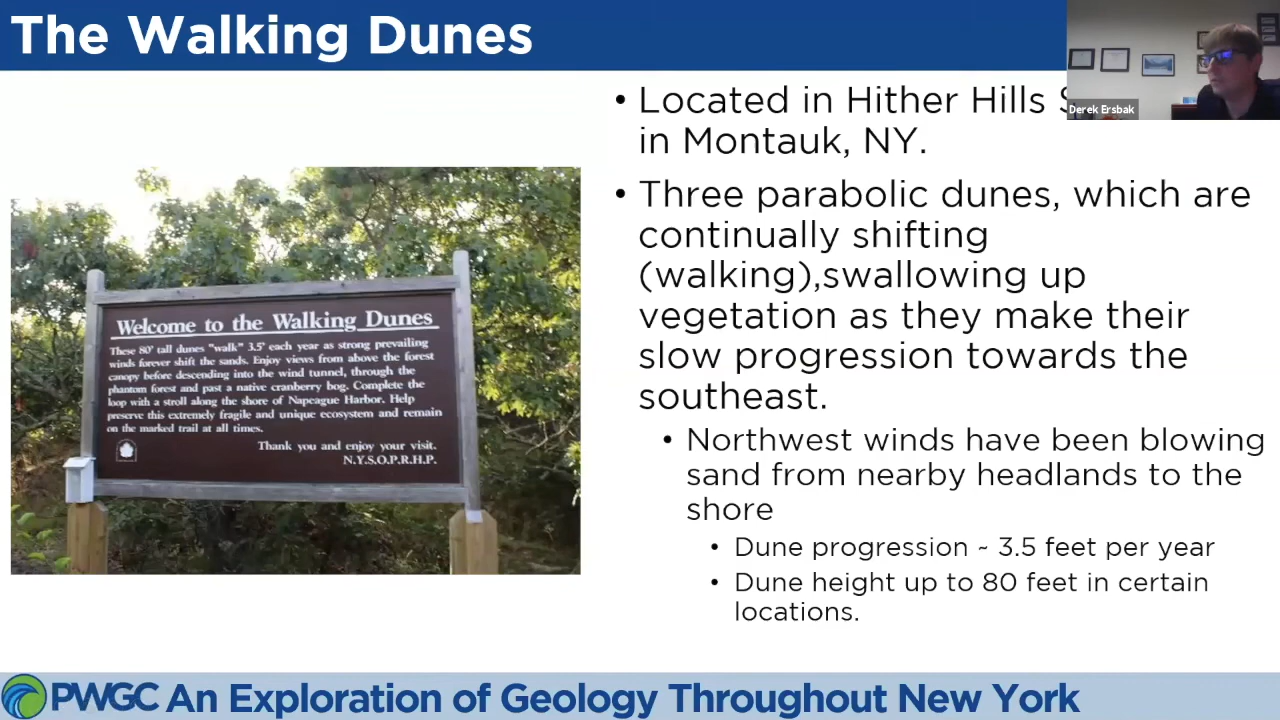 The Walking Dunes
Derek Ersbak
• Located in Hither Hills
in Montauk, NY.
• Three parabolic dunes, which are
continually shifting
(walking),swallowing up
vegetation as they make their
slow progression towards the
southeast.
• Northwest winds have been blowing
sand from nearby headlands to the
shore
• Dune progression ~ 3.5 feet per year
• Dune height up to 80 feet in certain
locations.
Welcome to the Walking Dunes
These 80' tall dunes "walk" 3.5' each year as strong prevailing
winds forever shift the sands. Enjoy views from above the forest
canopy before descending into the wind tunnel, through the
phantom forest and past a native cranberry bog. Complete the
loop with a stroll along the shore of Napeague Harbor. Help
preserve this extremely fragile and unique ecosystem and remain
on the marked trail at all times.
Thank you and enjoy your visit.
N.Y.S.O.P.R.H.P.
PWGC An Exploration of Geology Throughout New York